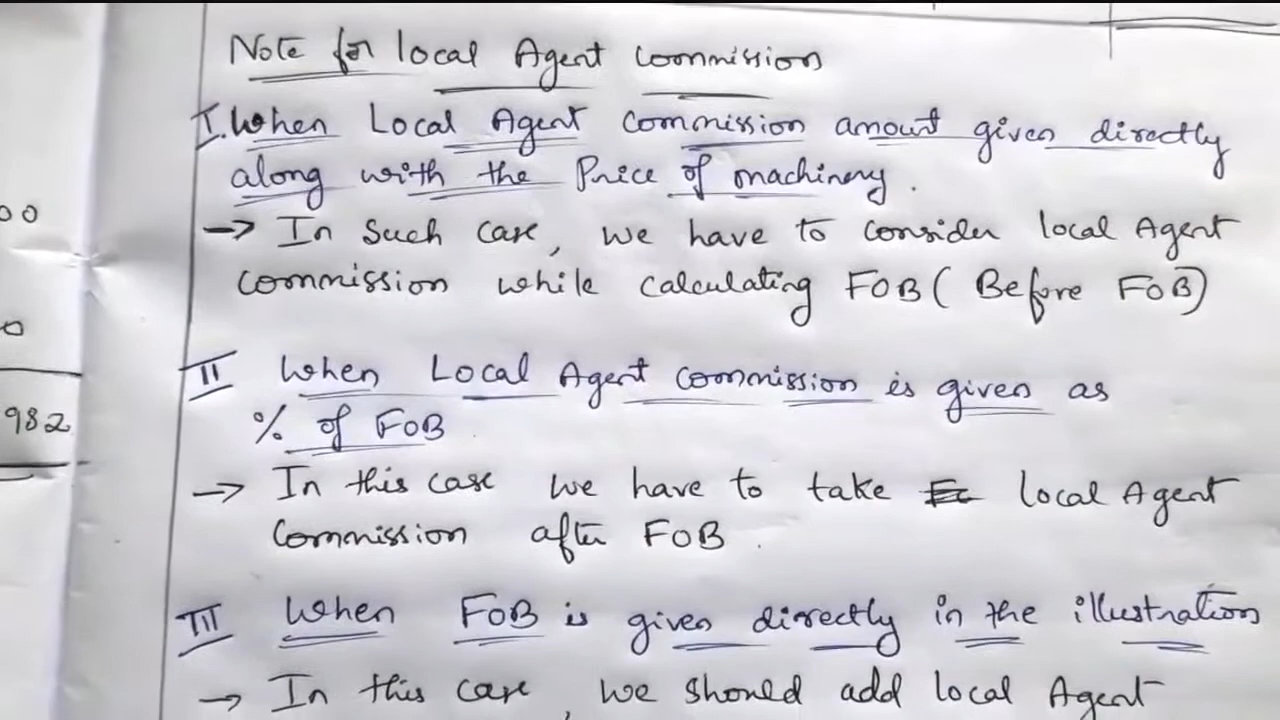 00
0
982
Note for local Agent Commission
I. When Local Agent Commission amount given directly
along with the Price of machinery.
→ In Such case, we have to consider local Agent
Commission while calculating FOB (Before FOB)
II When Local Agent Commission is given as
% of FOB
→ In this case we have to take local Agent
Commission after FOB.
III When FOB is given directly in the illustration
→ In this case, we should add local Agent